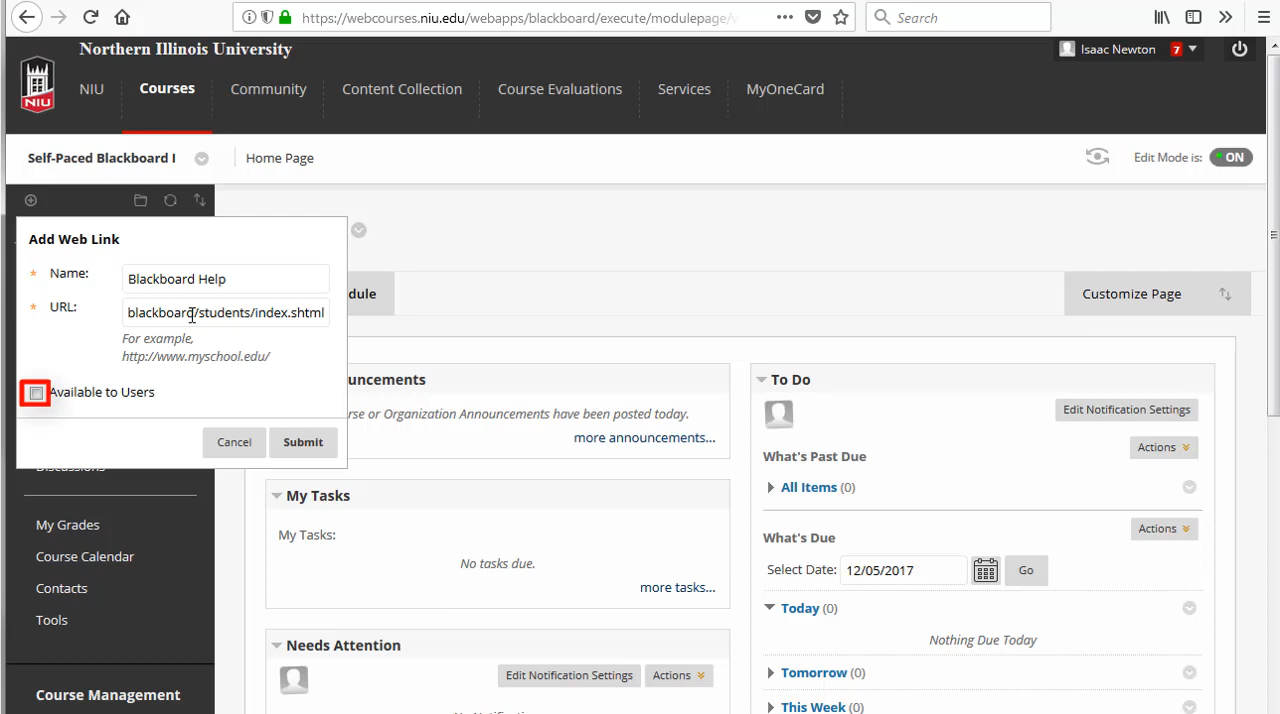 https://webcourses.niu.edu/webapps/blackboard/execute/modulepage/
Search
Northern Illinois University
Isaac Newton 7
NIU
NIU Courses Community Content Collection Course Evaluations Services MyOneCard
Self-Paced Blackboard I Home Page Edit Mode is: ON
Add Web Link
Name: Blackboard Help
URL: blackboard/students/index.shtml
For example,
http://www.myschool.edu/
Available to Users
Cancel Submit
dule
Customize Page
uncements
rse or Organization Announcements have been posted today.
more announcements...
My Tasks
My Tasks:
No tasks due.
more tasks...
Needs Attention
Edit Notification Settings Actions
To Do
Edit Notification Settings
Actions
What's Past Due
All Items (0)
Actions
What's Due
Select Date: 12/05/2017 Go
Today (0)
Nothing Due Today
Tomorrow (0)
This Week (0)
Discussions
My Grades
Course Calendar
Contacts
Tools
Course Management